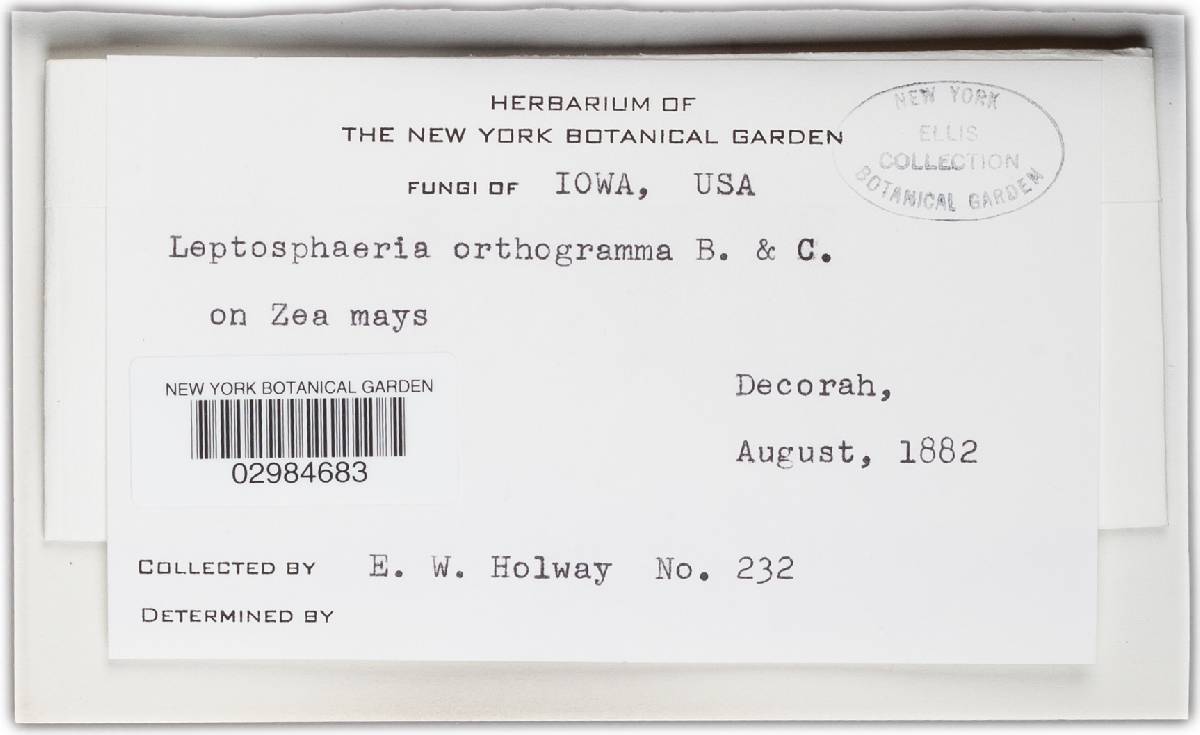 HERBARIUM OF
THE NEW YORK BOTANICAL GARDEN
FUNGI OF IOWA, USA
NEW YORK
ELLIS
COLLECTION
BOTANICAL GARDEN
Leptosphaeria orthogramma B. & C.
on Zea mays
NEW YORK BOTANICAL GARDEN
02984683
Decorah,
August, 1882
COLLECTED BY E. W. Holway No. 232
DETERMINED BY